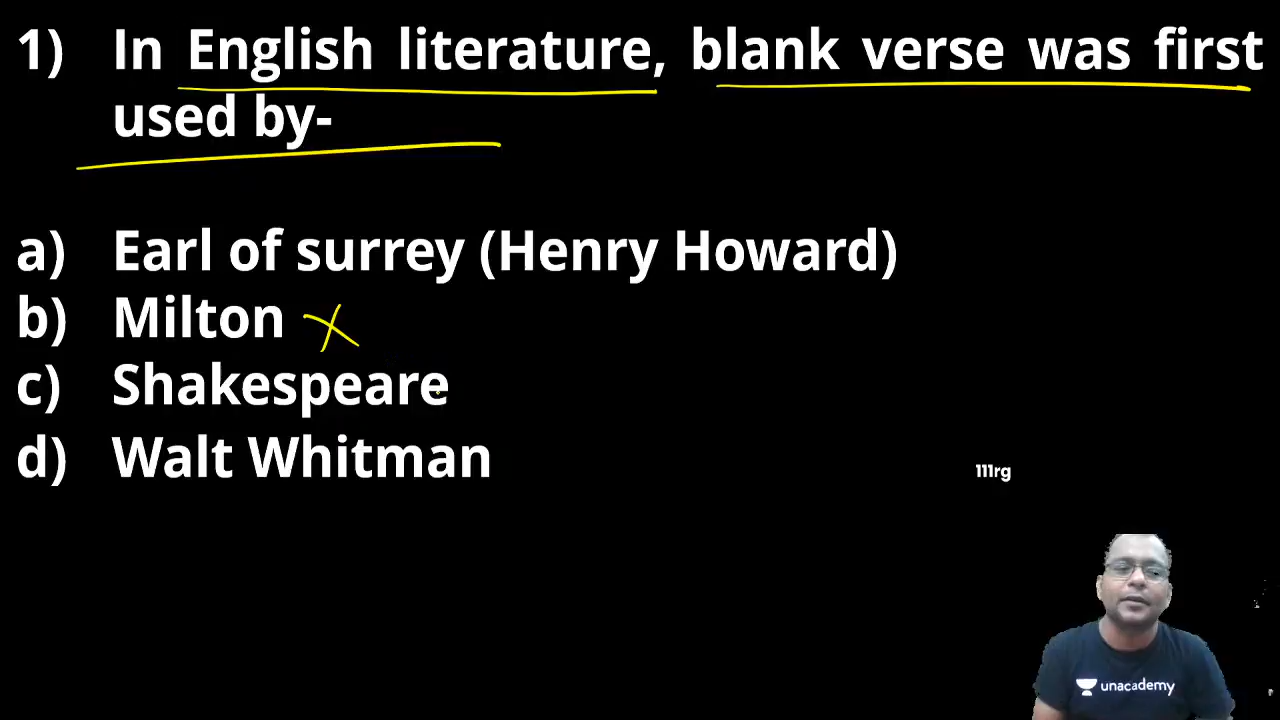 1) In English literature, blank verse was first
used by-
a) Earl of surrey (Henry Howard)
b) Milton
c) Shakespeare
d) Walt Whitman
111rg
unacademy